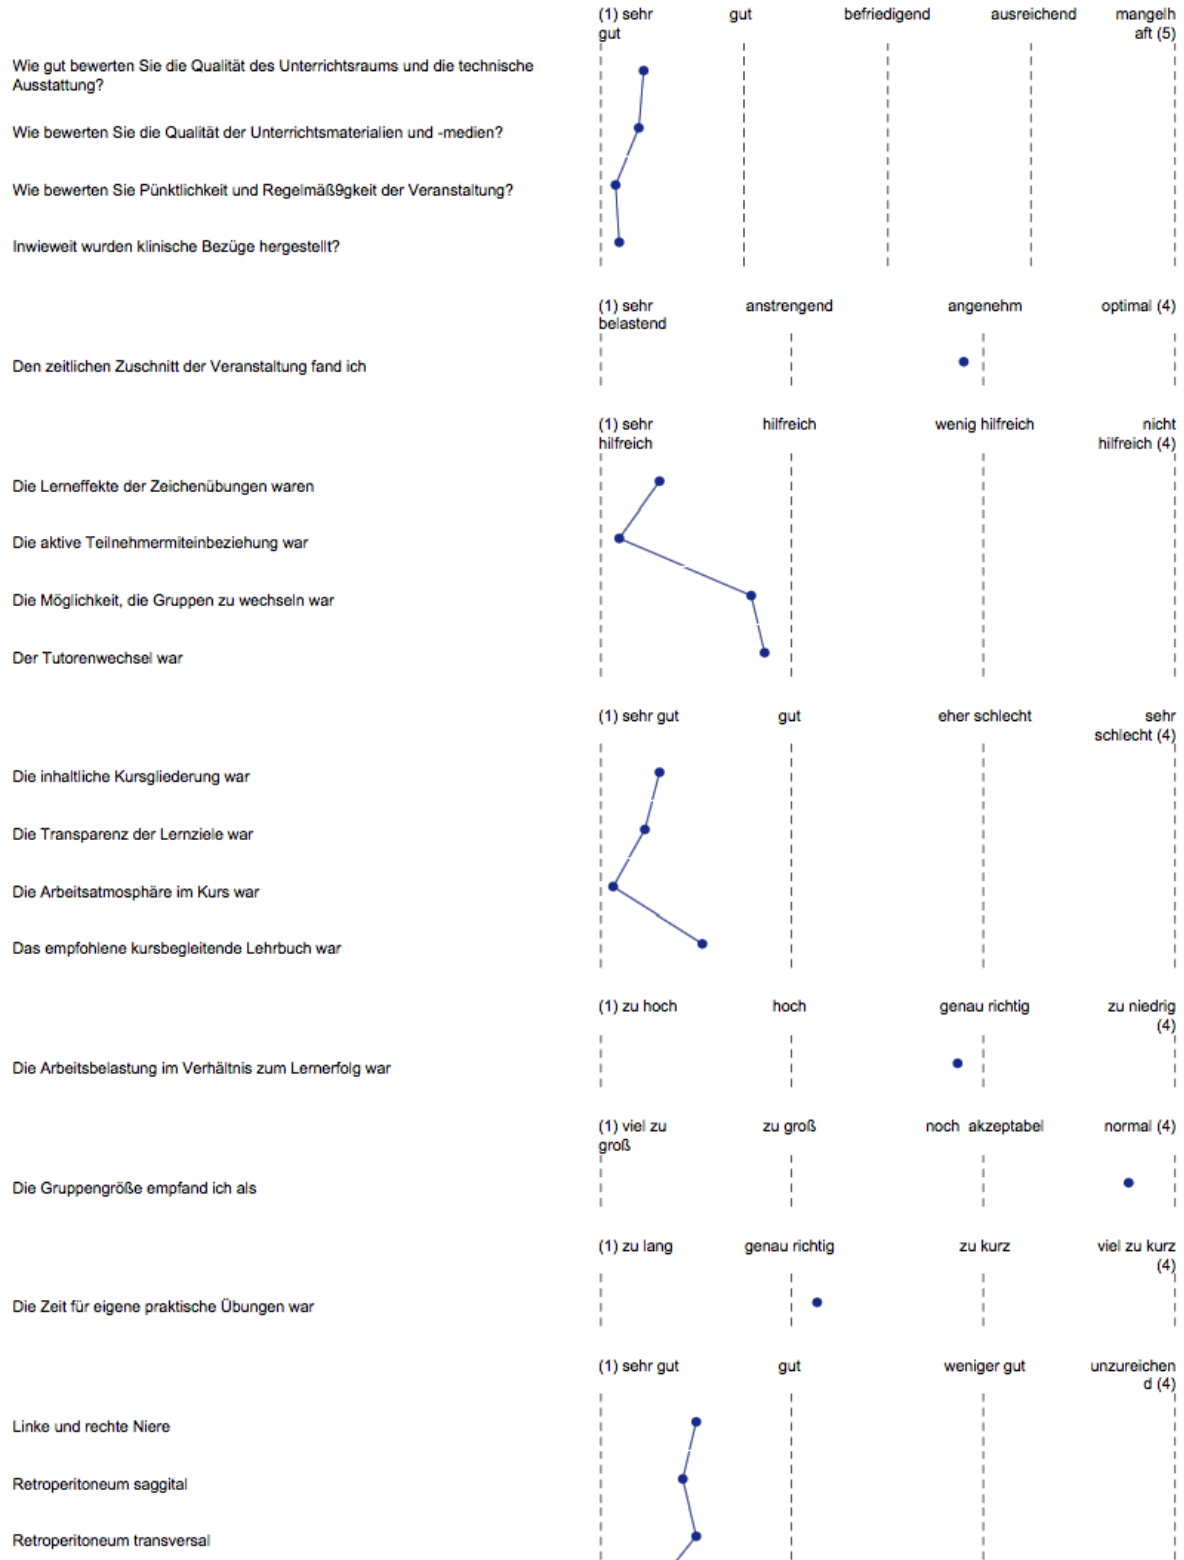 (1) sehr gut befriedigend ausreichend mangelh
gut aft (5)
Wie gut bewerten Sie die Qualität des Unterrichtsraums und die technische
Ausstattung?
Wie bewerten Sie die Qualität der Unterrichtsmaterialien und -medien?
Wie bewerten Sie Pünktlichkeit und Regelmäß9gkeit der Veranstaltung?
Inwieweit wurden klinische Bezüge hergestellt?
(1) sehr anstrengend angenehm optimal (4)
belastend
Den zeitlichen Zuschnitt der Veranstaltung fand ich
(1) sehr hilfreich wenig hilfreich nicht
hilfreich hilfreich (4)
Die Lerneffekte der Zeichenübungen waren
Die aktive Teilnehmermiteinbeziehung war
Die Möglichkeit, die Gruppen zu wechseln war
Der Tutorenwechsel war
(1) sehr gut gut eher schlecht sehr
schlecht (4)
Die inhaltliche Kursgliederung war
Die Transparenz der Lernziele war
Die Arbeitsatmosphäre im Kurs war
Das empfohlene kursbegleitende Lehrbuch war
(1) zu hoch hoch genau richtig zu niedrig
(4)
Die Arbeitsbelastung im Verhältnis zum Lernerfolg war
(1) viel zu zu groß noch akzeptabel normal (4)
groß
Die Gruppengröße empfand ich als
(1) zu lang genau richtig zu kurz viel zu kurz
(4)
Die Zeit für eigene praktische Übungen war
(1) sehr gut gut weniger gut unzureichen
d (4)
Linke und rechte Niere
Retroperitoneum saggital
Retroperitoneum transversal